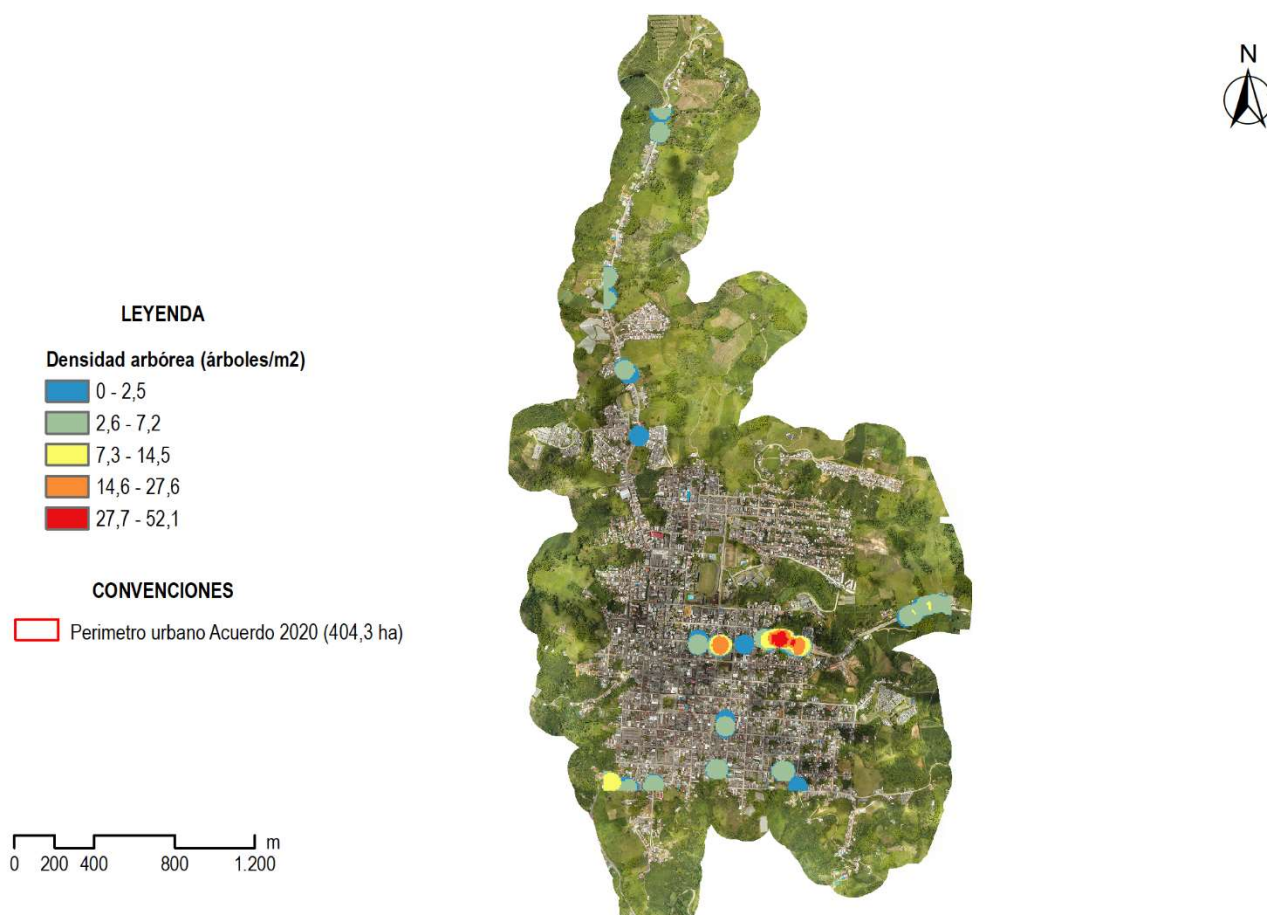 N
LEYENDA
Densidad arbórea (árboles/m2)
0 - 2,5
2,6 - 7,2
7,3 - 14,5
14,6 - 27,6
27,7 - 52,1
CONVENCIONES
Perimetro urbano Acuerdo 2020 (404,3 ha)
m
0 200 400 800 1.200